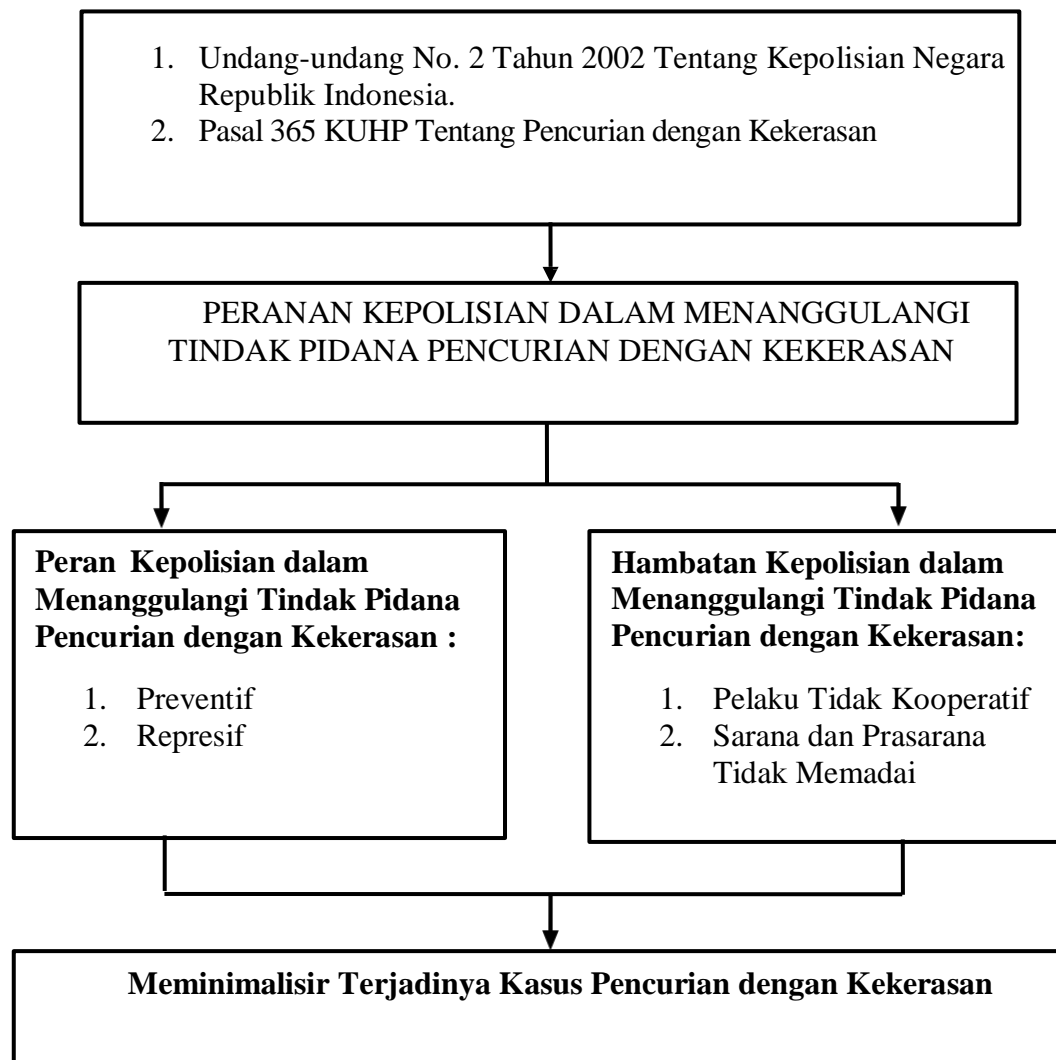 1. Undang-undang No. 2 Tahun 2002 Tentang Kepolisian Negara
Republik Indonesia.
2. Pasal 365 KUHP Tentang Pencurian dengan Kekerasan
PERANAN KEPOLISIAN DALAM MENANGGULANGI
TINDAK PIDANA PENCURIAN DENGAN KEKERASAN
Peran Kepolisian dalam
Menanggulangi Tindak Pidana
Pencurian dengan Kekerasan :
1. Preventif
2. Represif
Hambatan Kepolisian dalam
Menanggulangi Tindak Pidana
Pencurian dengan Kekerasan:
1. Pelaku Tidak Kooperatif
2. Sarana dan Prasarana
Tidak Memadai
Meminimalisir Terjadinya Kasus Pencurian dengan Kekerasan